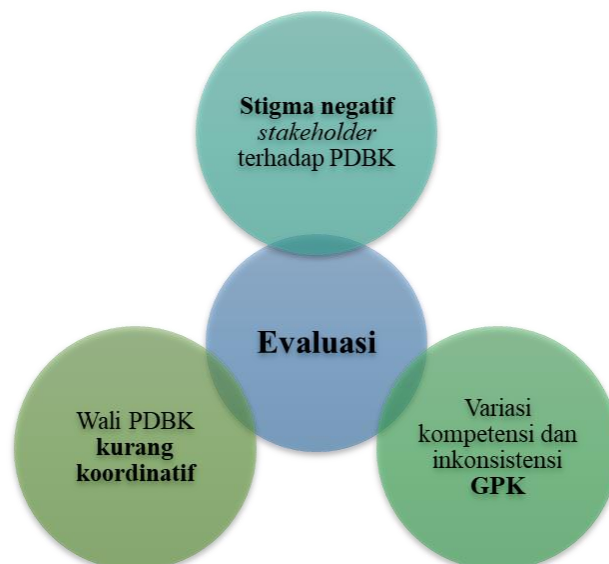 Stigma negatif
stakeholder
terhadap PDBK
Evaluasi
Wali PDBK
kurang
koordinatif
Variasi
kompetensi dan
inkonsistensi
GPK